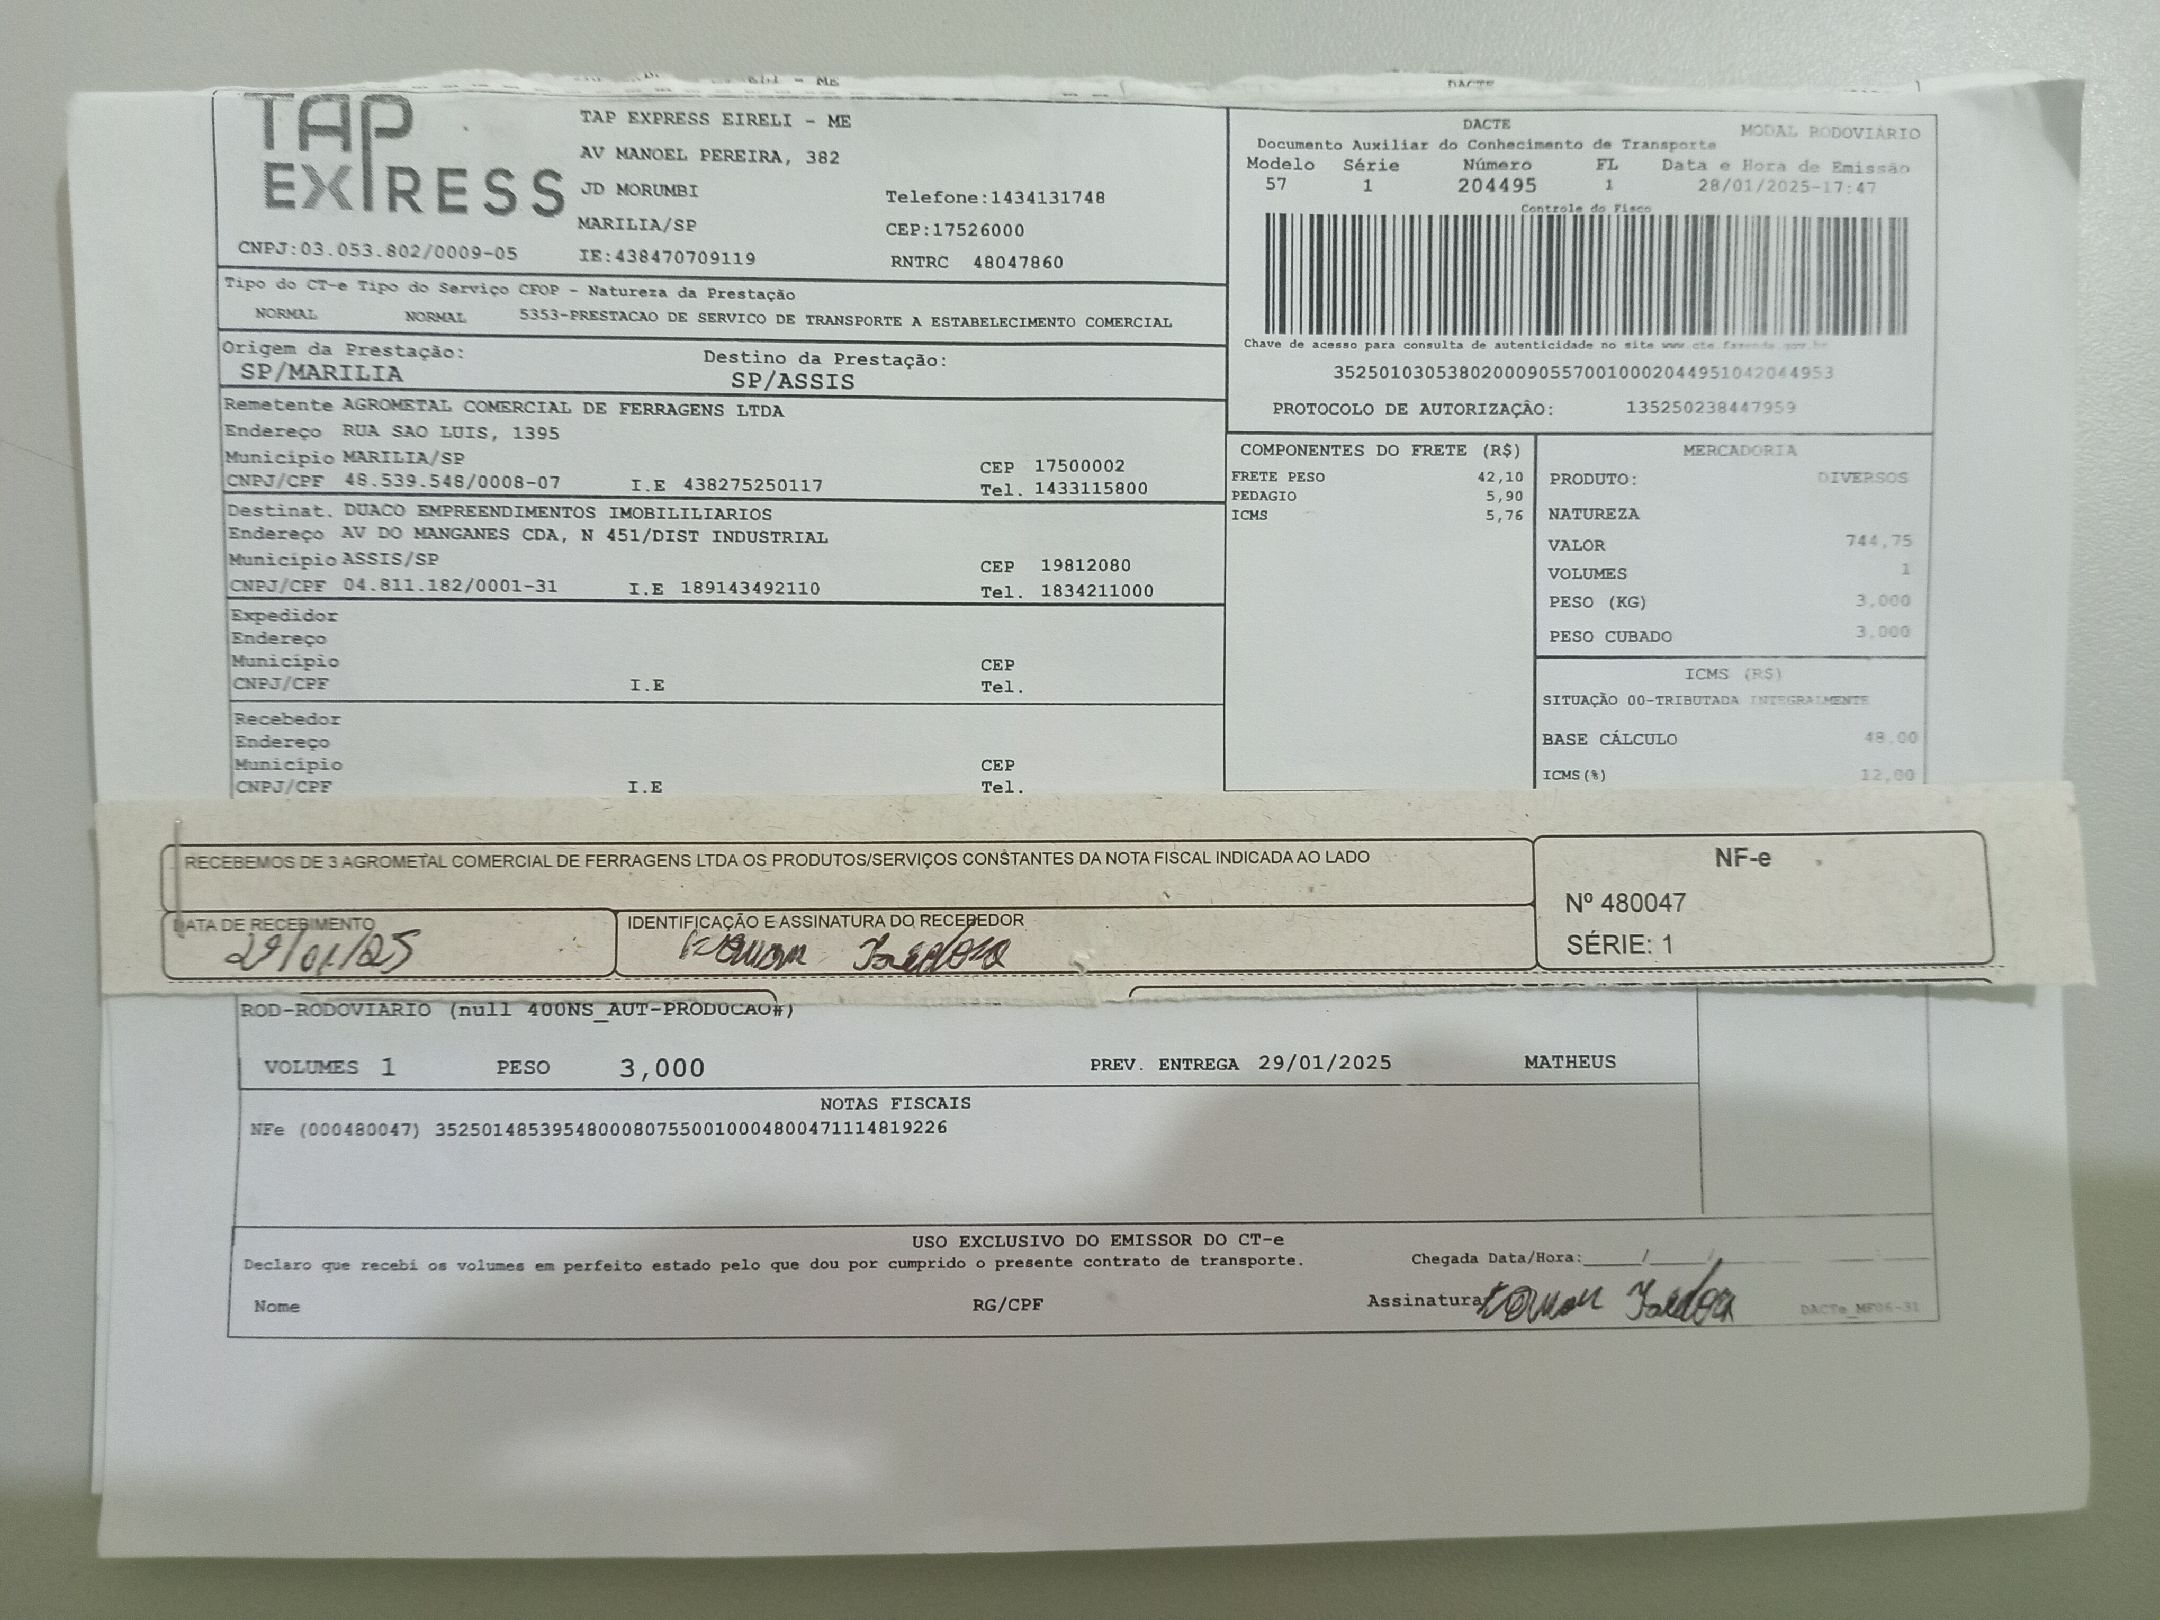 TAP EXPRESS
TAP EXPRESS EIRELI - ME
AV MANOEL PEREIRA, 382
JD MORUMBI
Telefone:1434131748
MARILIA/SP
CEP:17526000
CNPJ:03.053.802/0009-05
IE:438470709119
RNTRC 48047860
DACTE
MODAL RODOVIÁRIO
Documento Auxiliar do Conhecimento de Transporte
Modelo Série Número FL Data e Hora de Emissão
57 1 204495 1 28/01/2025-17:47
Controle do Fisco
Chave de acesso para consulta de autenticidade no site www.cte.fazenda.gov.br
35250103053802000905570010002044951042044953
PROTOCOLO DE AUTORIZAÇÃO: 135250238447959
Tipo do CT-e Tipo do Serviço CFOP - Natureza da Prestação
NORMAL NORMAL 5353-PRESTACAO DE SERVICO DE TRANSPORTE A ESTABELECIMENTO COMERCIAL
Origem da Prestação: Destino da Prestação:
SP/MARILIA SP/ASSIS
Remetente AGROMETAL COMERCIAL DE FERRAGENS LTDA
Endereço RUA SAO LUIS, 1395
Município MARILIA/SP CEP 17500002
CNPJ/CPF 48.539.548/0008-07 I.E 438275250117 Tel. 1433115800
Destinat. DUACO EMPREENDIMENTOS IMOBILILIARIOS
Endereço AV DO MANGANES CDA, N 451/DIST INDUSTRIAL
Município ASSIS/SP CEP 19812080
CNPJ/CPF 04.811.182/0001-31 I.E 189143492110 Tel. 1834211000
Expedidor
Endereço
Município CEP
CNPJ/CPF I.E Tel.
Recebedor
Endereço
Município CEP
CNPJ/CPF I.E Tel.
COMPONENTES DO FRETE (R$)
FRETE PESO 42,10
PEDAGIO 5,90
ICMS 5,76
MERCADORIA
PRODUTO: DIVERSOS
NATUREZA
VALOR 744,75
VOLUMES 1
PESO (KG) 3,000
PESO CUBADO 3.000
ICMS (R$)
SITUAÇÃO 00-TRIBUTADA INTEGRALMENTE
BASE CÁLCULO 48,00
ICMS(%) 12,00
RECEBEMOS DE 3 AGROMETAL COMERCIAL DE FERRAGENS LTDA OS PRODUTOS/SERVIÇOS CONSTANTES DA NOTA FISCAL INDICADA AO LADO
NF-e
Nº 480047
SÉRIE: 1
DATA DE RECEBIMENTO
29/01/25
IDENTIFICAÇÃO E ASSINATURA DO RECEBEDOR
ROD-RODOVIARIO (null 400NS_AUT-PRODUCAO#)
VOLUMES 1 PESO 3,000 PREV. ENTREGA 29/01/2025 MATHEUS
NOTAS FISCAIS
NFe (000480047) 35250148539548000807550010004800471114819226
USO EXCLUSIVO DO EMISSOR DO CT-e
Declaro que recebi os volumes em perfeito estado pelo que dou por cumprido o presente contrato de transporte.
Chegada Data/Hora:_____/_____/
Nome RG/CPF Assinatura
DACTe_MF06-31